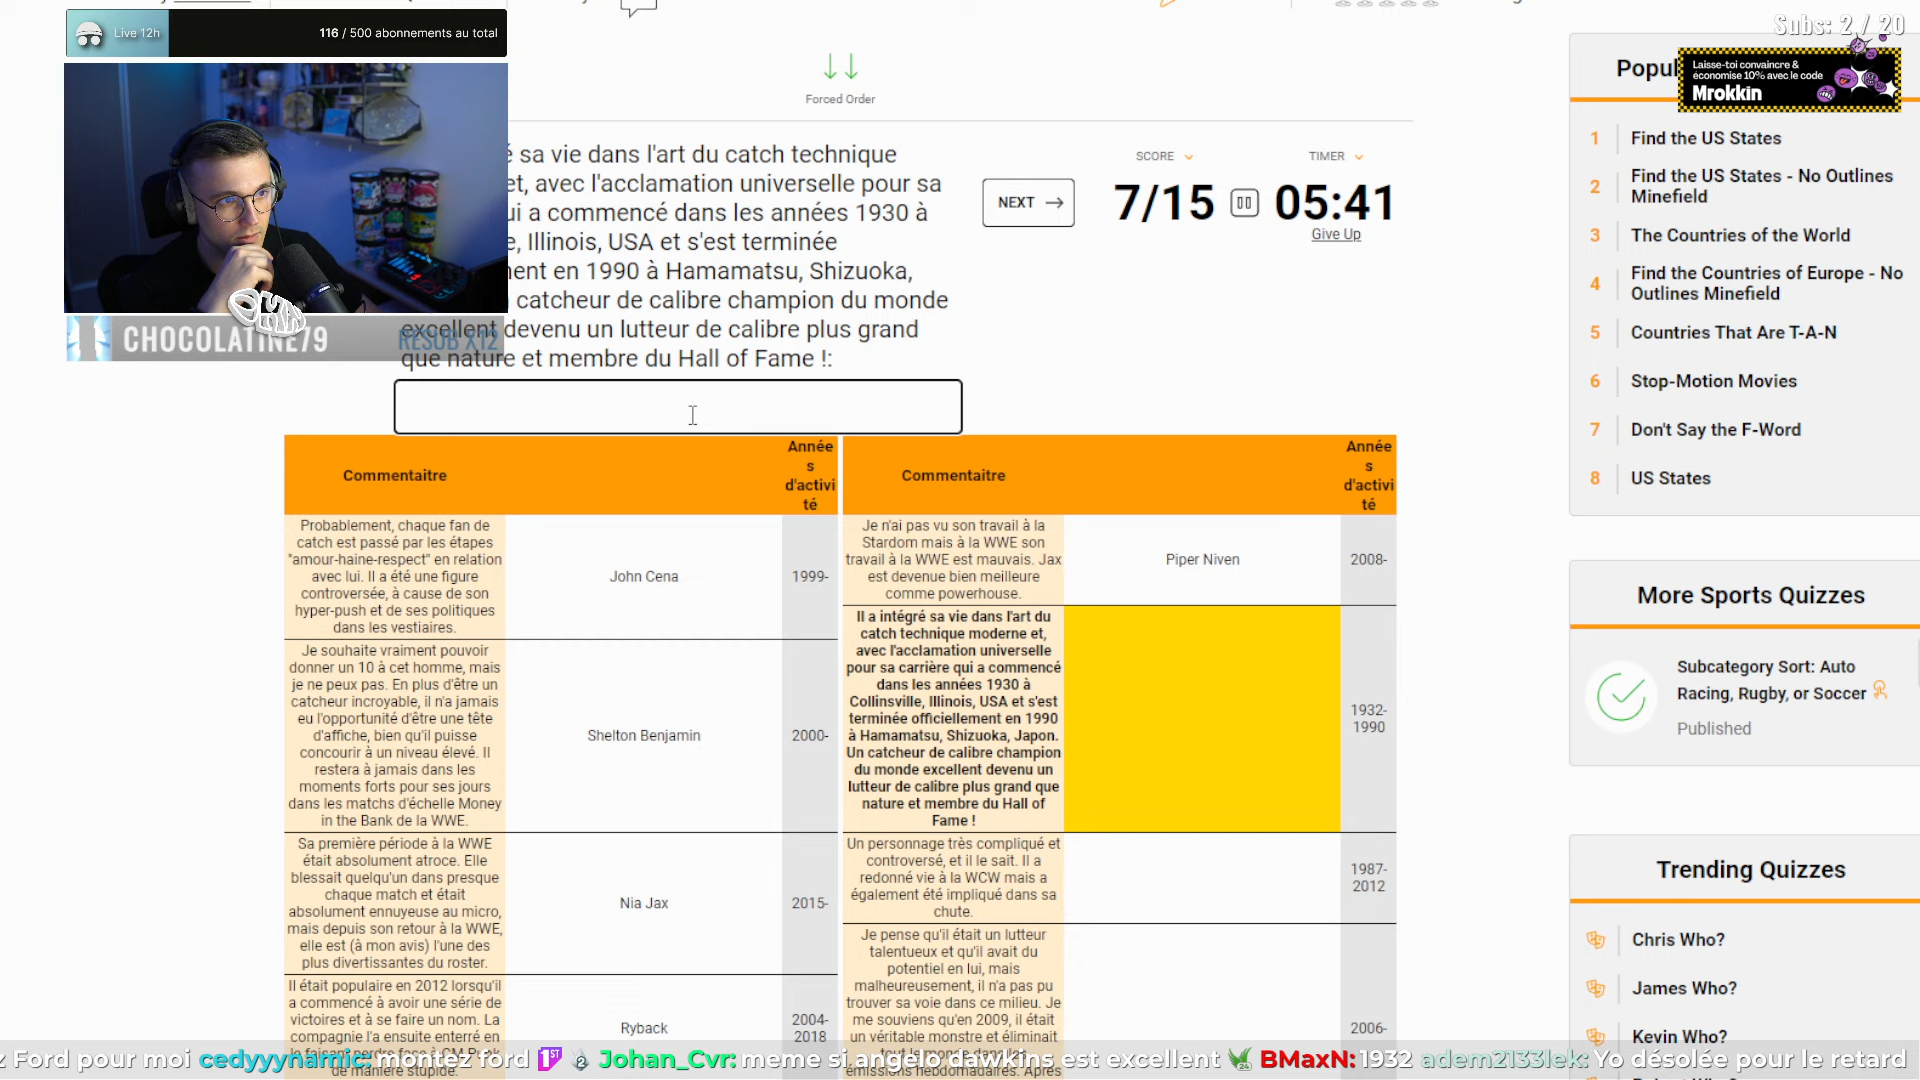 Live 12h
116 / 500 abonnements au total
Subs: 2 / 20
Forced Order
Popul
Laisse-toi convaincre &
économise 10% avec le code
Mrokkin
sa vie dans l'art du catch technique
et, avec l'acclamation universelle pour sa
ui a commencé dans les années 1930 à
e, Illinois, USA et s'est terminée
ent en 1990 à Hamamatsu, Shizuoka,
catcheur de calibre champion du monde
excellent devenu un lutteur de calibre plus grand
que nature et membre du Hall of Fame !:
CHOCOLATINE79
RESUB X12
NEXT →
SCORE
7/15
TIMER
05:41
Give Up
1 Find the US States
2 Find the US States - No Outlines
Minefield
3 The Countries of the World
4 Find the Countries of Europe - No
Outlines Minefield
5 Countries That Are T-A-N
6 Stop-Motion Movies
7 Don't Say the F-Word
8 US States
Commentaitre
Année
s
d'activi
té
Commentaitre
Année
s
d'activi
té
Probablement, chaque fan de
catch est passé par les étapes
"amour-haine-respect" en relation
avec lui. Il a été une figure
controversée, à cause de son
hyper-push et de ses politiques
dans les vestiaires.
John Cena
1999-
Je souhaite vraiment pouvoir
donner un 10 à cet homme, mais
je ne peux pas. En plus d'être un
catcheur incroyable, il n'a jamais
eu l'opportunité d'être une tête
d'affiche, bien qu'il puisse
concourir à un niveau élevé. Il
restera à jamais dans les
moments forts pour ses jours
dans les matchs d'échelle Money
in the Bank de la WWE.
Shelton Benjamin
2000-
Sa première période à la WWE
était absolument atroce. Elle
blessait quelqu'un dans presque
chaque match et était
absolument ennuyeuse au micro,
mais depuis son retour à la WWE,
elle est (à mon avis) l'une des
plus divertissantes du roster.
Nia Jax
2015-
Il était populaire en 2012 lorsqu'il
a commencé à avoir une série de
victoires et à se faire un nom. La
compagnie l'a ensuite enterré en
de manière stupide.
Ryback
2004-
2018
Je n'ai pas vu son travail à la
Stardom mais à la WWE son
travail à la WWE est mauvais. Jax
est devenue bien meilleure
comme powerhouse.
Piper Niven
2008-
Il a intégré sa vie dans l'art du
catch technique moderne et,
avec l'acclamation universelle
pour sa carrière qui a commencé
dans les années 1930 à
Collinsville, Illinois, USA et s'est
terminée officiellement en 1990
à Hamamatsu, Shizuoka, Japon.
Un catcheur de calibre champion
du monde excellent devenu un
lutteur de calibre plus grand que
nature et membre du Hall of
Fame !
1932-
1990
Un personnage très compliqué et
controversé, et il le sait. Il a
redonné vie à la WCW mais a
également été impliqué dans sa
chute.
1987-
2012
Je pense qu'il était un lutteur
talentueux et qu'il avait du
potentiel en lui, mais
malheureusement, il n'a pas pu
trouver sa voie dans ce milieu. Je
me souviens qu'en 2009, il était
un véritable monstre et éliminait
émissions hebdomadaires. Après
2006-
More Sports Quizzes
Subcategory Sort: Auto
Racing, Rugby, or Soccer
Published
Trending Quizzes
Chris Who?
James Who?
Kevin Who?
z Ford pour moi cedyyynamic: montez ford 1ST 2 Johan_Cvr: meme si angelo dawkins est excellent BMaxN: 1932 adem2133lek: Yo désolée pour le retard